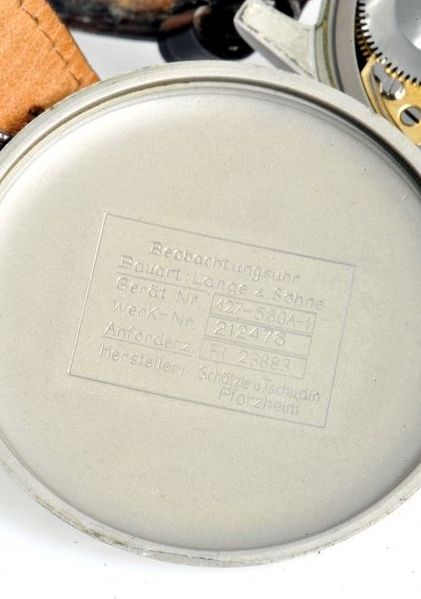 Beobachtungsuhr
Bauart: Lange & Söhne
Gerät Nr. 127-560A-1
Werk-Nr. 212476
Anforderz. Fl 23883
Hersteller: Schätzle u. Tschudin
Pforzheim